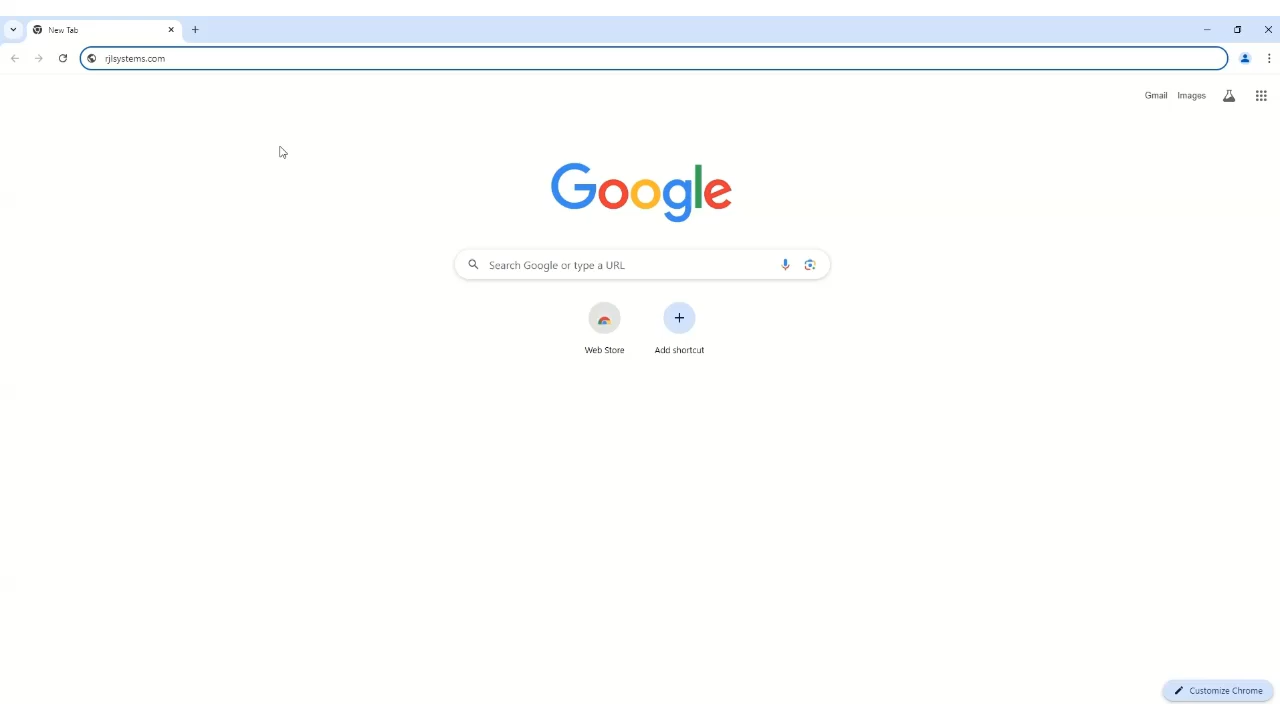 New Tab
rjlsystems.com
Gmail Images
Google
Search Google or type a URL
Web Store Add shortcut
Customize Chrome